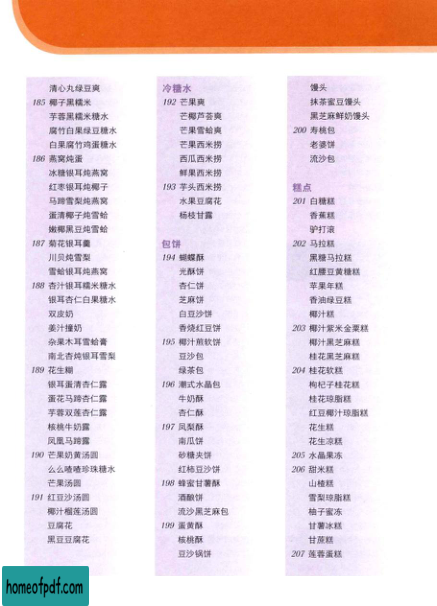 清心丸绿豆爽
185 椰子黑糯米
芋蓉黑糯米糖水
腐竹白果绿豆糖水
白果腐竹鸡蛋糖水
186 燕窝炖蛋
冰糖银耳炖燕窝
红枣银耳炖椰子
马蹄雪梨炖燕窝
蛋清椰子炖雪蛤
嫩椰黑豆炖雪蛤
187 菊花银耳羹
川贝炖雪梨
雪蛤银耳炖燕窝
188 杏汁银耳糯米糖水
银耳杏仁白果糖水
双皮奶
姜汁撞奶
杂果木耳雪蛤膏
南北杏炖银耳雪梨
189 花生糊
银耳蛋清杏仁露
蛋花马蹄杏仁露
芋蓉双莲杏仁露
核桃牛奶露
凤凰马蹄露
190 芒果奶黄汤圆
么么喳喳珍珠糖水
芒果汤圆
191 红豆沙汤圆
椰汁榴莲汤圆
豆腐花
黑豆豆腐花
冷糖水
192 芒果爽
芒椰芦荟爽
芒果雪蛤爽
芒果西米捞
西瓜西米捞
鲜果西米捞
193 芋头西米捞
水果豆腐花
杨枝甘露
包饼
194 蝴蝶酥
光酥饼
杏仁饼
芝麻饼
白豆沙饼
香烧红豆饼
195 椰汁煎软饼
豆沙包
绿茶包
196 潮式水晶包
牛奶酥
杏仁酥
197 凤梨酥
南瓜饼
砂糖夹饼
红柿豆沙饼
198 蜂蜜甘薯酥
酒酿饼
流沙黑芝麻包
199 蛋黄酥
核桃酥
豆沙锅饼
馒头
抹茶蜜豆馒头
黑芝麻鲜奶馒头
200 寿桃包
老婆饼
流沙包
糕点
201 白糖糕
香蕉糕
驴打滚
202 马拉糕
黑糖马拉糕
红腰豆黄糖糕
苹果年糕
香油绿豆糕
椰汁糕
203 椰汁紫米金粟糕
椰汁黑芝麻糕
桂花黑芝麻糕
204 桂花软糕
枸杞子桂花糕
桂花琼脂糕
红豆椰汁琼脂糕
花生糕
花生凉糕
205 水晶果冻
206 甜米糕
山楂糕
雪梨琼脂糕
柚子蜜冻
甘薯冰糕
甘蔗糕
207 莲蓉蛋糕
homeofpdf.com